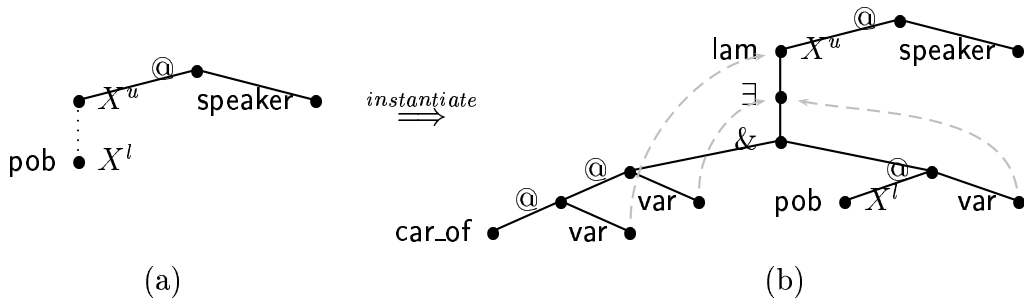 @
X^u
speaker
pob X^l
(a)
instantiate
⟹
@
lam X^u speaker
∃
&
@ @
@ var pob X^l var
car_of var
(b)